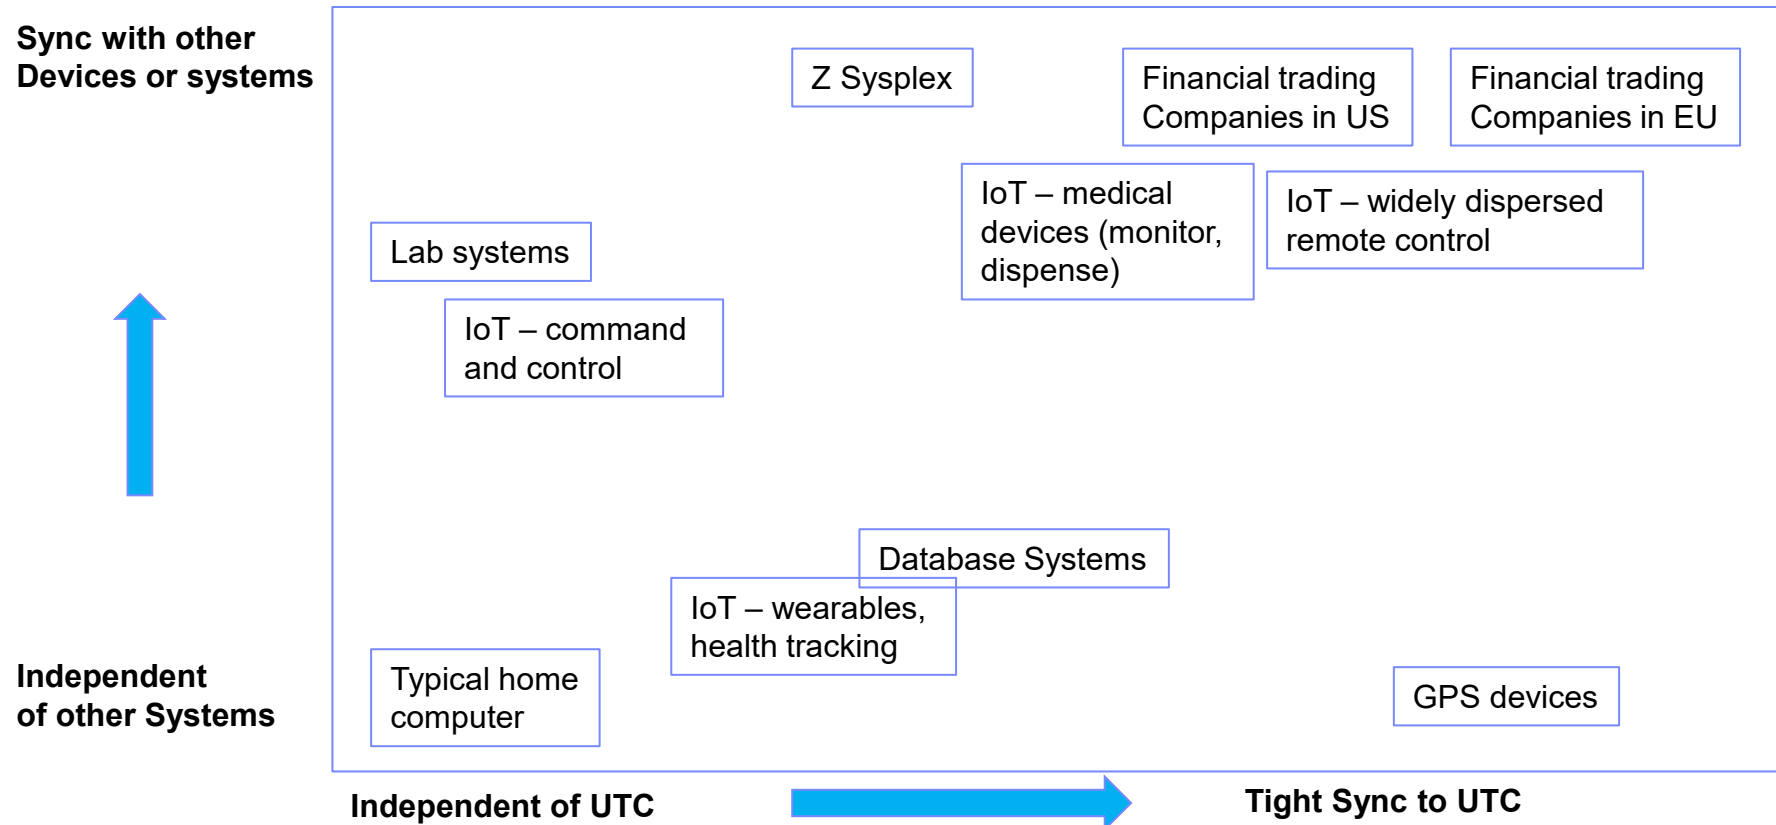 Sync with other
Devices or systems
Z Sysplex
Financial trading
Companies in US
Financial trading
Companies in EU
IoT – medical
devices (monitor,
dispense)
IoT – widely dispersed
remote control
Lab systems
IoT – command
and control
Database Systems
IoT – wearables,
health tracking
Independent
of other Systems
Typical home
computer
GPS devices
Independent of UTC
Tight Sync to UTC